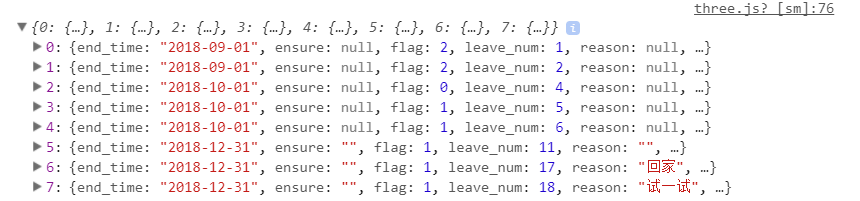 three.js? [sm]:76
▼{0: {…}, 1: {…}, 2: {…}, 3: {…}, 4: {…}, 5: {…}, 6: {…}, 7: {…}} i
▶0: {end_time: "2018-09-01", ensure: null, flag: 2, leave_num: 1, reason: null, …}
▶1: {end_time: "2018-09-01", ensure: null, flag: 2, leave_num: 2, reason: null, …}
▶2: {end_time: "2018-10-01", ensure: null, flag: 0, leave_num: 4, reason: null, …}
▶3: {end_time: "2018-10-01", ensure: null, flag: 1, leave_num: 5, reason: null, …}
▶4: {end_time: "2018-10-01", ensure: null, flag: 1, leave_num: 6, reason: null, …}
▶5: {end_time: "2018-12-31", ensure: "", flag: 1, leave_num: 11, reason: "", …}
▶6: {end_time: "2018-12-31", ensure: "", flag: 1, leave_num: 17, reason: "回家", …}
▶7: {end_time: "2018-12-31", ensure: "", flag: 1, leave_num: 18, reason: "试一试", …}